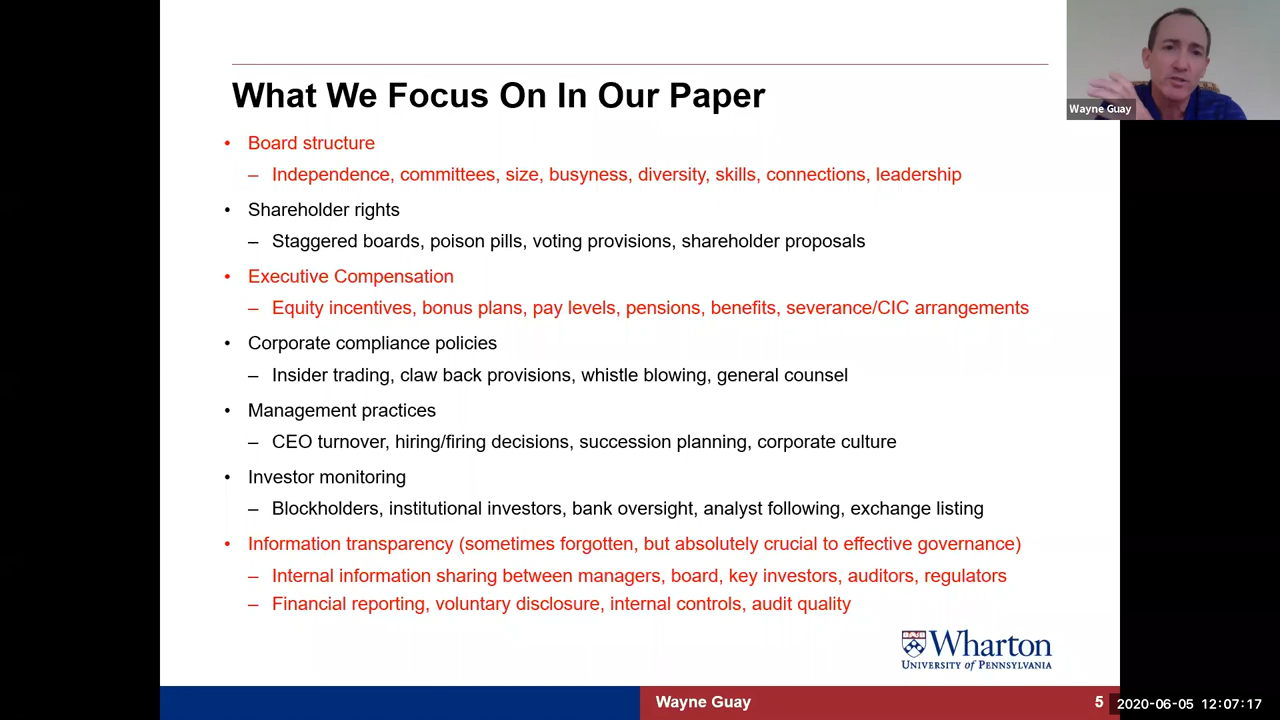 What We Focus On In Our Paper
Wayne Guay
• Board structure
– Independence, committees, size, busyness, diversity, skills, connections, leadership
• Shareholder rights
– Staggered boards, poison pills, voting provisions, shareholder proposals
• Executive Compensation
– Equity incentives, bonus plans, pay levels, pensions, benefits, severance/CIC arrangements
• Corporate compliance policies
– Insider trading, claw back provisions, whistle blowing, general counsel
• Management practices
– CEO turnover, hiring/firing decisions, succession planning, corporate culture
• Investor monitoring
– Blockholders, institutional investors, bank oversight, analyst following, exchange listing
• Information transparency (sometimes forgotten, but absolutely crucial to effective governance)
– Internal information sharing between managers, board, key investors, auditors, regulators
– Financial reporting, voluntary disclosure, internal controls, audit quality
Wharton
UNIVERSITY OF PENNSYLVANIA
Wayne Guay
5
2020-06-05 12:07:17